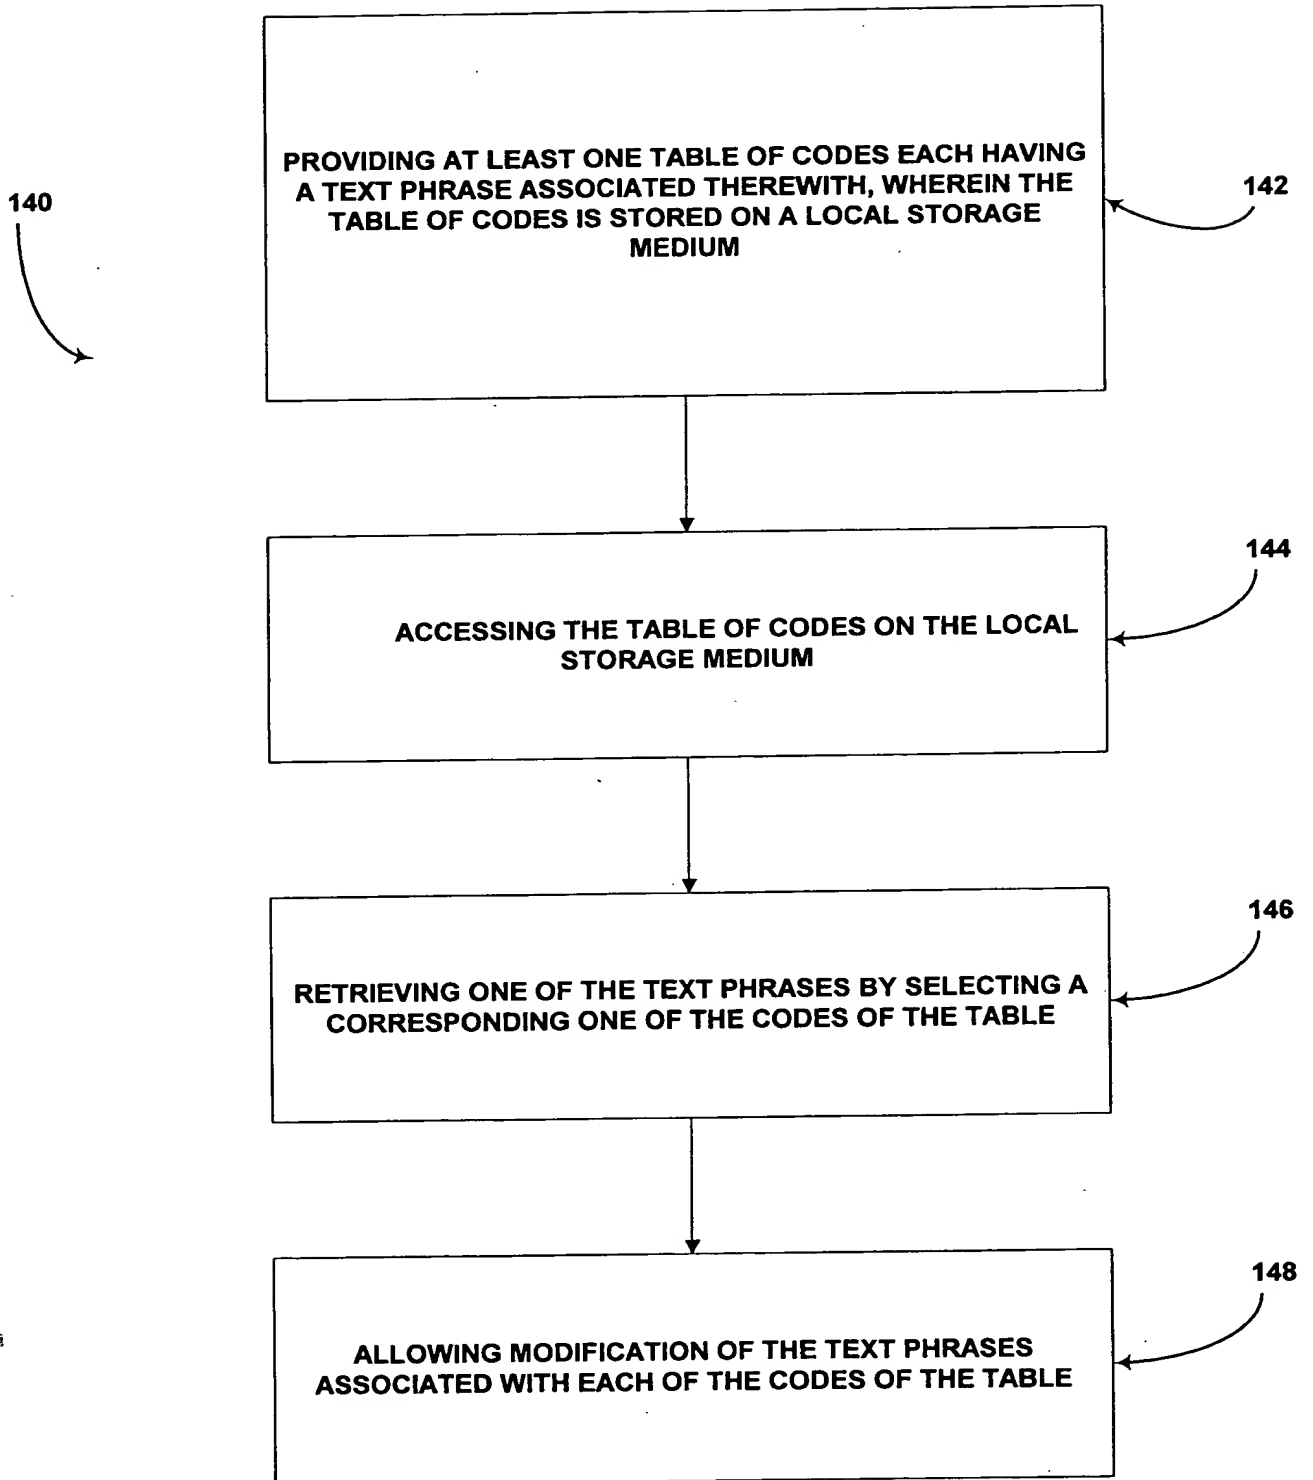 PROVIDING AT LEAST ONE TABLE OF CODES EACH HAVING
A TEXT PHRASE ASSOCIATED THEREWITH, WHEREIN THE
TABLE OF CODES IS STORED ON A LOCAL STORAGE
MEDIUM
140
142
ACCESSING THE TABLE OF CODES ON THE LOCAL
STORAGE MEDIUM
144
RETRIEVING ONE OF THE TEXT PHRASES BY SELECTING A
CORRESPONDING ONE OF THE CODES OF THE TABLE
146
ALLOWING MODIFICATION OF THE TEXT PHRASES
ASSOCIATED WITH EACH OF THE CODES OF THE TABLE
148